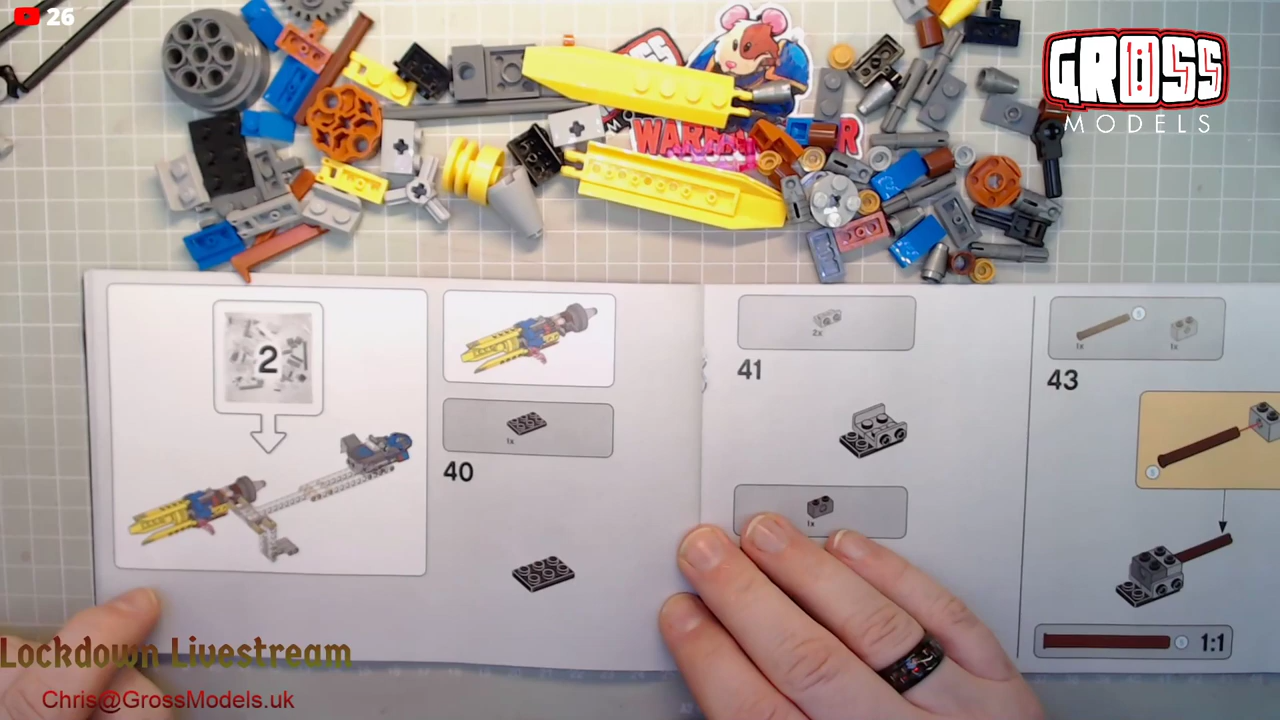 26
GROSS
MODELS
2
1x
40
2x
41
1x
1x
1x
43
1:1
Lockdown Livestream
Chris@GrossModels.uk